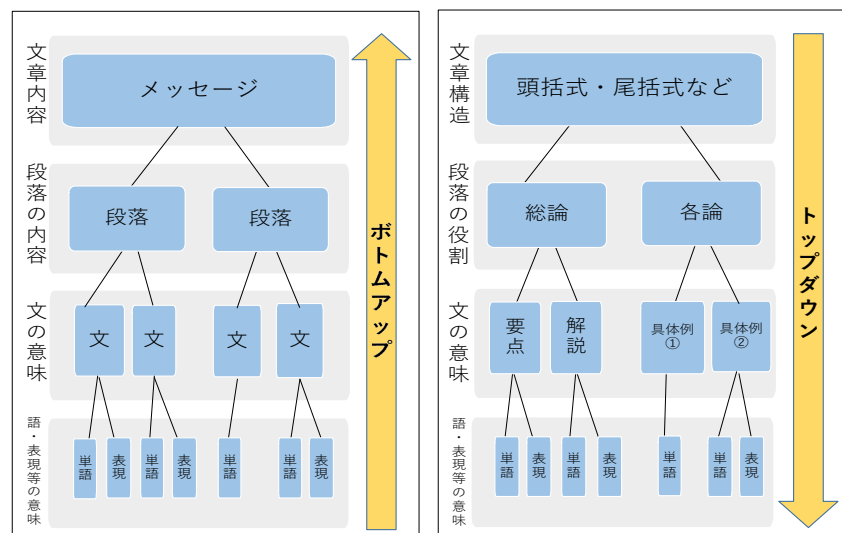 文章内容
メッセージ
段落の内容
段落
段落
文の意味
文
文
文
文
語・表現等の意味
単語
表現
単語
表現
単語
単語
表現
ボトムアップ
文章構造
頭括式・尾括式など
段落の役割
総論
各論
文の意味
要点
解説
具体例
①
具体例
②
語・表現等の意味
単語
表現
単語
表現
単語
単語
表現
トップダウン